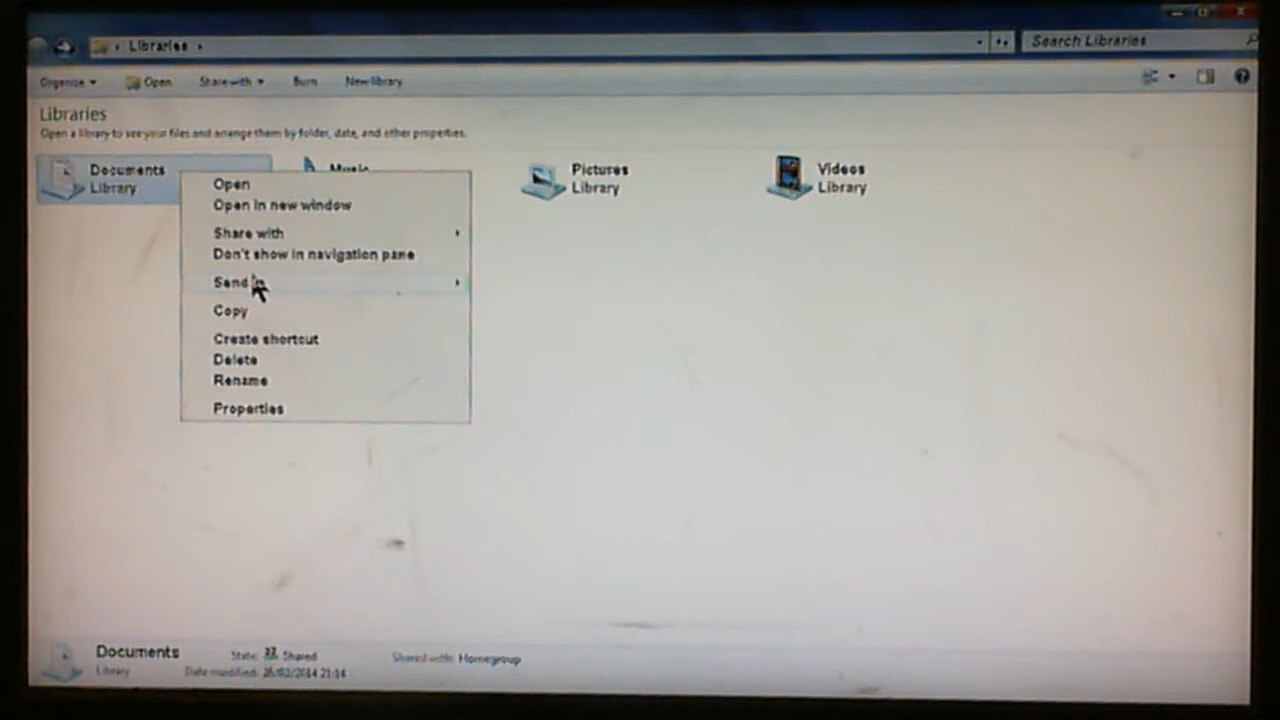 Libraries
Search Libraries
Organize Open Share with Burn New library
Libraries
Open a library to see your files and arrange them by folder, date, and other properties.
Documents
Library
Music
Pictures
Library
Videos
Library
Open
Open in new window
Share with
Don't show in navigation pane
Send
Copy
Create shortcut
Delete
Rename
Properties
Documents State: Shared Shared with: Homegroup
Library Date modified: 26/02/2014 21:14